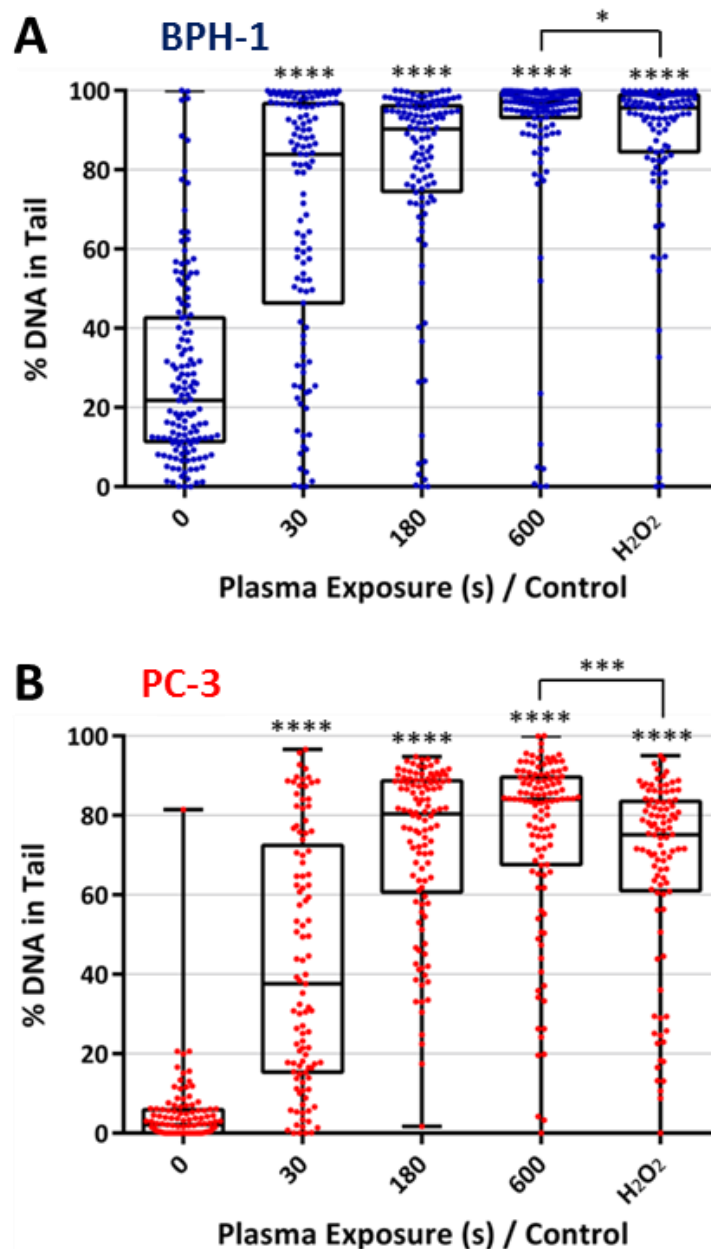 A BPH-1
*
**** **** **** ****
% DNA in Tail
100
80
60
40
20
0
0 30 180 600 H₂O₂
Plasma Exposure (s) / Control
B PC-3
***
**** **** **** ****
% DNA in Tail
100
80
60
40
20
0
0 30 180 600 H₂O₂
Plasma Exposure (s) / Control